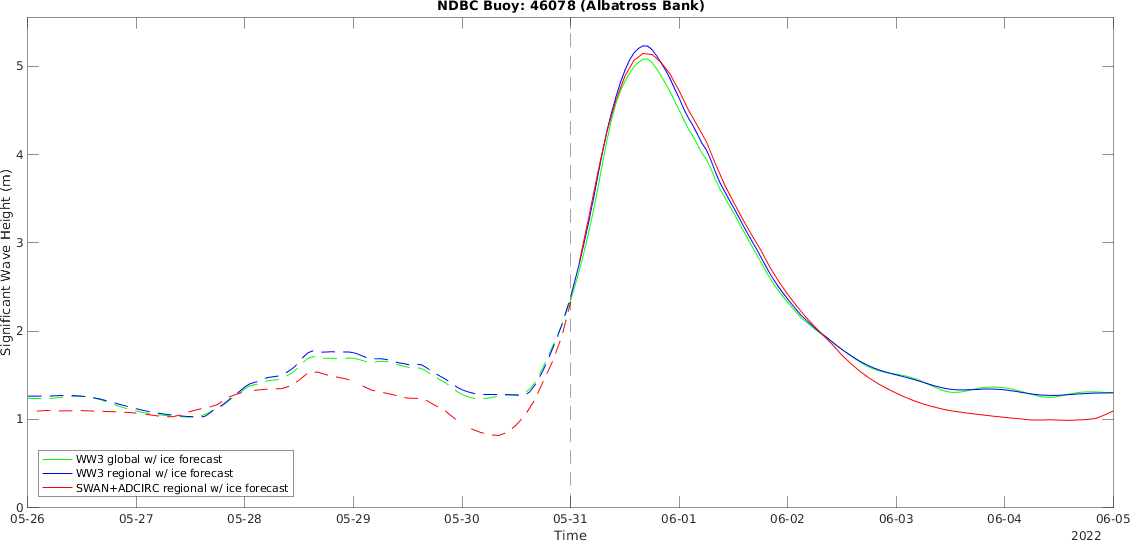 NDBC Buoy: 46078 (Albatross Bank)
Significant Wave Height (m)
5
4
3
2
1
0
WW3 global w/ ice forecast
WW3 regional w/ ice forecast
SWAN+ADCIRC regional w/ ice forecast
05-26 05-27 05-28 05-29 05-30 05-31 06-01 06-02 06-03 06-04 06-05
Time
2022